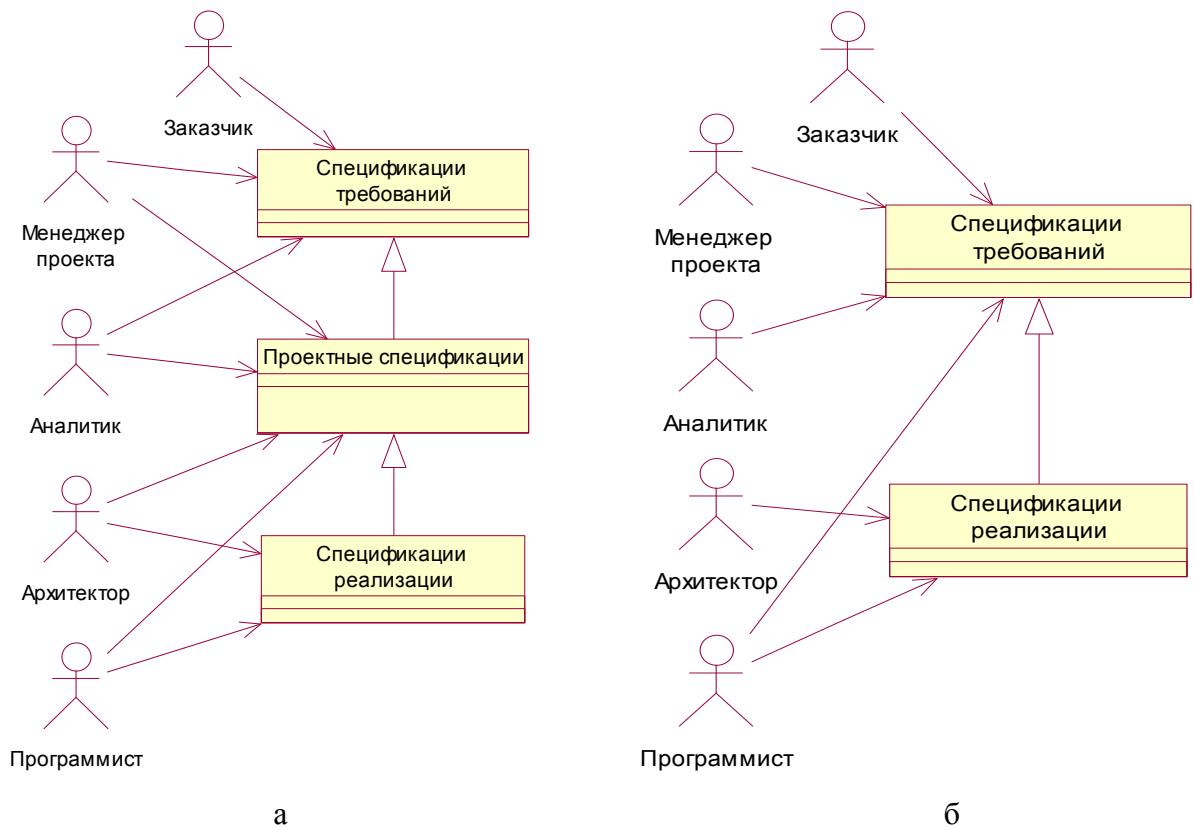 Заказчик
Спецификации
требований
Менеджер
проекта
Проектные спецификации
Аналитик
Спецификации
реализации
Архитектор
Программист
а
Заказчик
Спецификации
требований
Менеджер
проекта
Аналитик
Спецификации
реализации
Архитектор
Программист
б